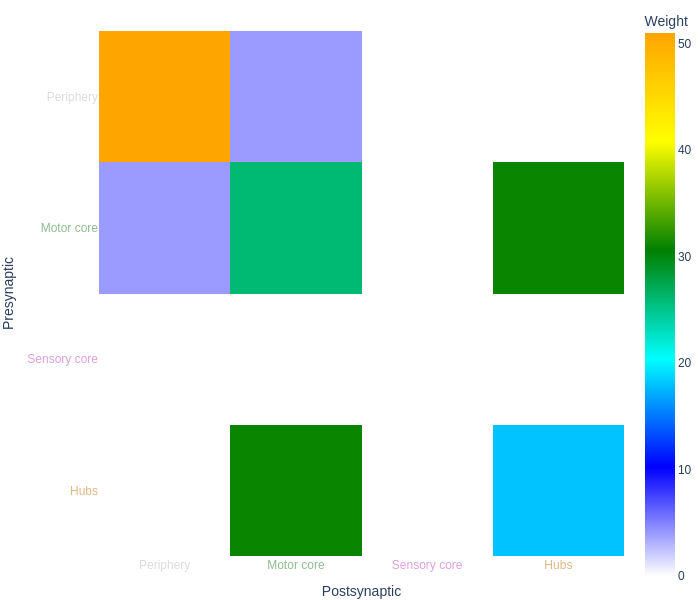 Weight
50
40
30
20
10
0
Presynaptic
Periphery
Motor core
Sensory core
Hubs
Periphery Motor core Sensory core Hubs
Postsynaptic